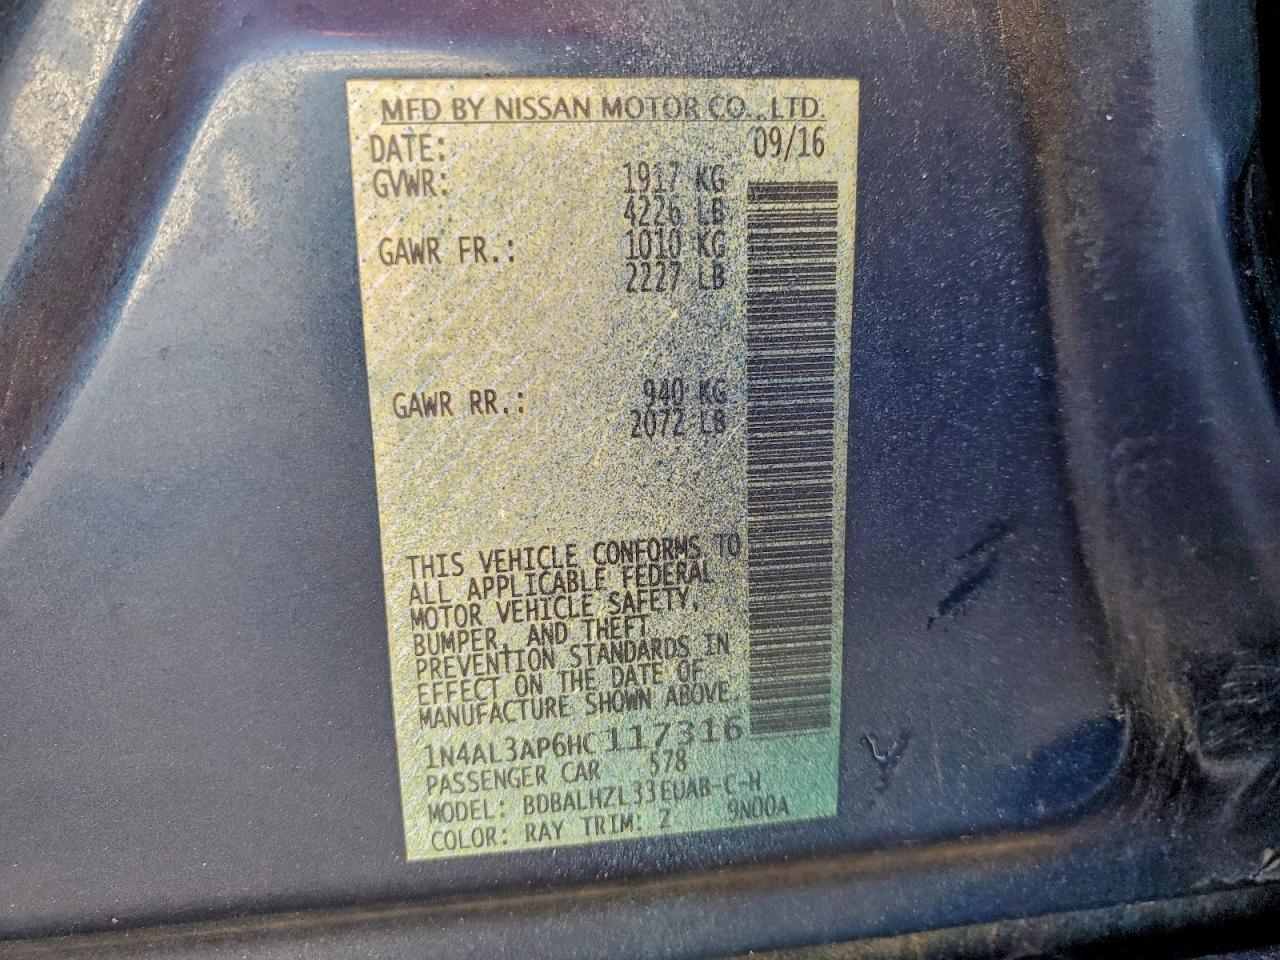 MFD BY NISSAN MOTOR CO., LTD.
DATE: 09/16
GVWR: 1917 KG
4226 LB
GAWR FR.: 1010 KG
2227 LB
GAWR RR.: 940 KG
2072 LB
THIS VEHICLE CONFORMS TO
ALL APPLICABLE FEDERAL
MOTOR VEHICLE SAFETY,
BUMPER, AND THEFT
PREVENTION STANDARDS IN
EFFECT ON THE DATE OF
MANUFACTURE SHOWN ABOVE
1N4AL3AP6HC117316
PASSENGER CAR 578
MODEL: BDBALHZL33EUAB-C-H
COLOR: RAY TRIM: 2 9N00A